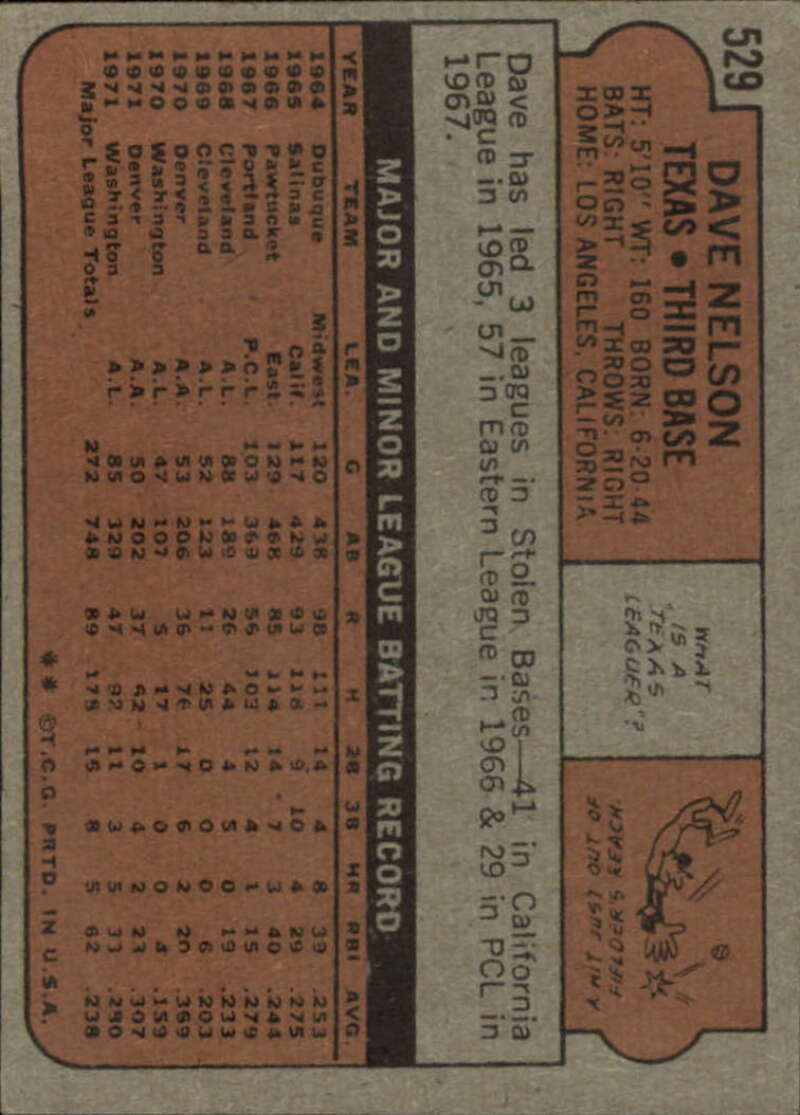 529
DAVE NELSON
TEXAS • THIRD BASE
HT: 5'10" WT: 160 BORN: 6-20-44
BATS: RIGHT THROWS: RIGHT
HOME: LOS ANGELES, CALIFORNIA
WHAT
IS A
"TEXAS
LEAGUER"?
A HIT JUST OUT OF
FIELDER'S REACH
Dave has led 3 leagues in Stolen Bases—41 in California
League in 1965, 57 in Eastern League in 1966 & 29 in PCL in
1967.
MAJOR AND MINOR LEAGUE BATTING RECORD
YEAR TEAM LEA. G AB R H 2B 3B HR RBI AVG.
1964 Dubuque Midwest 120 438 98 111 14 4 8 39 .253
1965 Salinas Calif. 117 429 93 118 9 10 4 29 .275
1966 Pawtucket East. 129 468 85 114 14 7 3 40 .244
1967 Portland P.C.L. 103 369 56 103 12 4 1 15 .279
1968 Cleveland A.L. 88 189 26 44 4 5 0 19 .233
1969 Cleveland A.L. 52 123 11 25 0 0 0 6 .203
1970 Denver A.A. 53 206 36 76 17 6 2 20 .369
1970 Washington A.L. 47 107 5 17 1 0 0 4 .159
1971 Denver A.A. 50 202 37 62 10 4 2 23 .307
1971 Washington A.L. 85 329 47 92 11 3 5 33 .280
Major League Totals 272 748 89 178 16 8 5 62 .238
** ©T.C.G. PRTD. IN U.S.A.